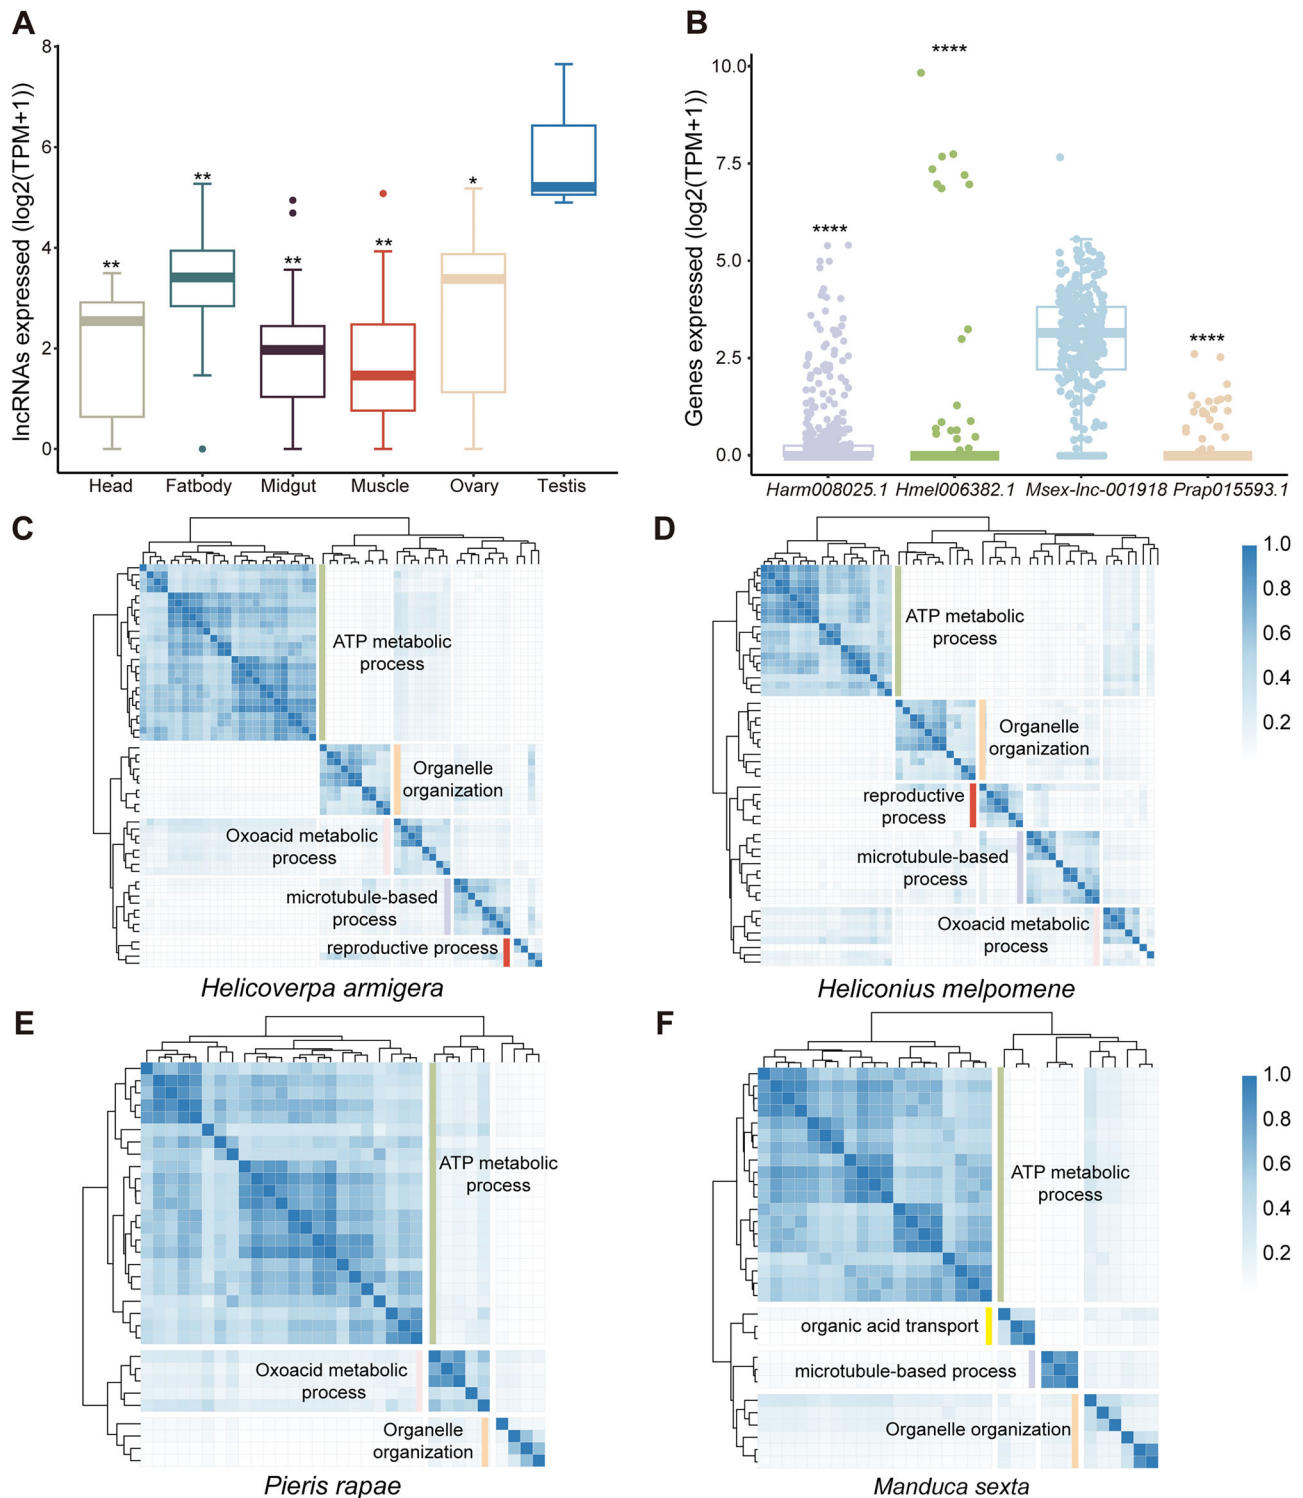 A
lncRNAs expressed (log2(TPM+1))
8
6
4
2
0
**
**
**
**
*
Head
Fatbody
Midgut
Muscle
Ovary
Testis
B
Genes expressed (log2(TPM+1))
10.0
7.5
5.0
2.5
0.0
****
****
****
Harm008025.1
Hmel006382.1
Msex-lnc-001918
Prap015593.1
C
ATP metabolic
process
Organelle
organization
Oxoacid metabolic
process
microtubule-based
process
reproductive process
Helicoverpa armigera
D
ATP metabolic
process
Organelle
organization
reproductive
process
microtubule-based
process
Oxoacid metabolic
process
Heliconius melpomene
1.0
0.8
0.6
0.4
0.2
E
ATP metabolic
process
Oxoacid metabolic
process
Organelle
organization
Pieris rapae
F
ATP metabolic
process
organic acid transport
microtubule-based process
Organelle organization
Manduca sexta
1.0
0.8
0.6
0.4
0.2